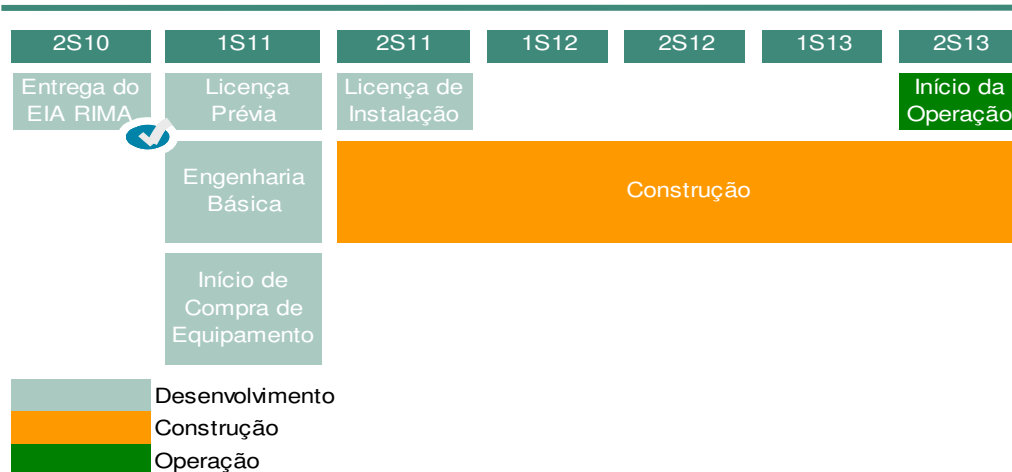 2S10 1S11 2S11 1S12 2S12 1S13 2S13
Entrega do
EIA RIMA
Licença
Prévia
Licença de
Instalação
Início da
Operação
Engenharia
Básica
Construção
Início de
Compra de
Equipamento
Desenvolvimento
Construção
Operação